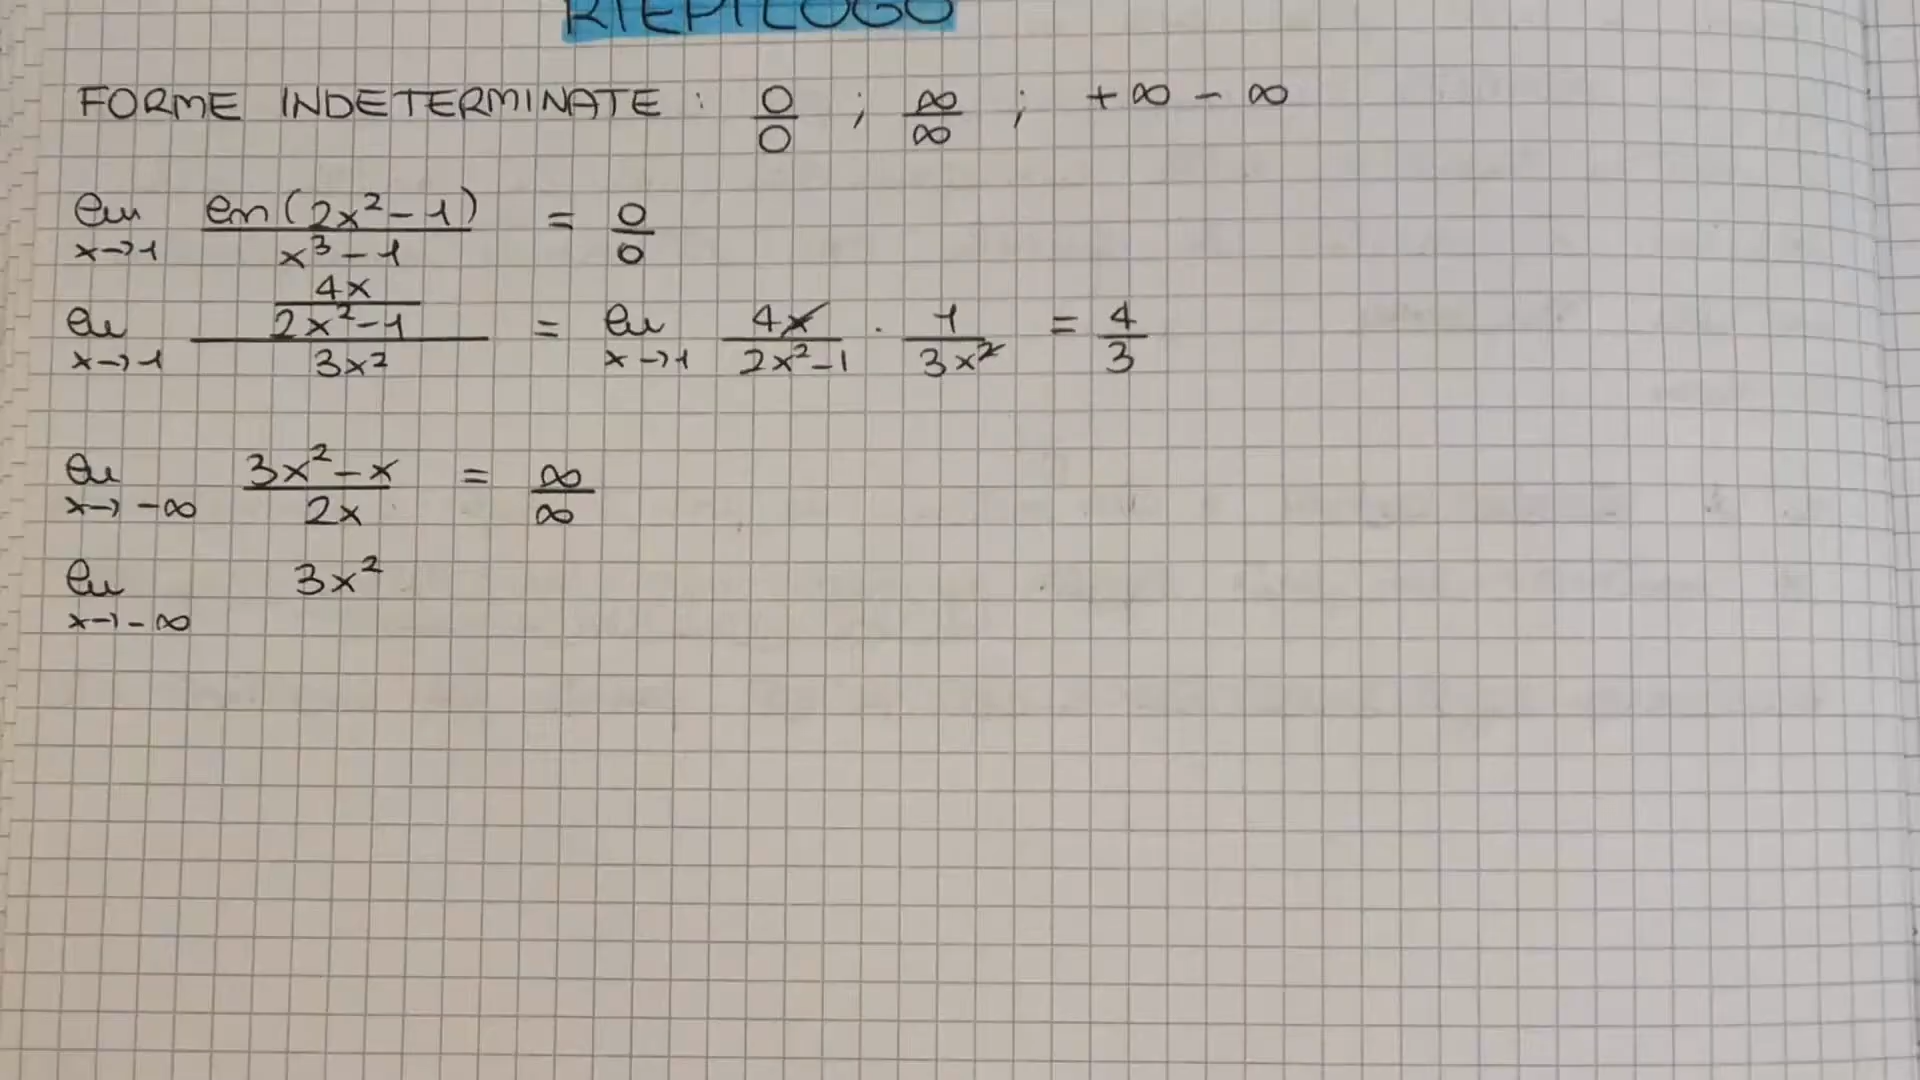 RIEPILOGO
FORME INDETERMINATE : 0/0 ; ∞/∞ ; +∞ - ∞
lim x→1 ln(2x²-1)/(x³-1) = 0/0
lim x→1 (4x/(2x²-1))/(3x²) = lim x→1 4x/(2x²-1) · 1/(3x²) = 4/3
lim x→-∞ (3x²-x)/(2x) = ∞/∞
lim x→-∞ 3x²